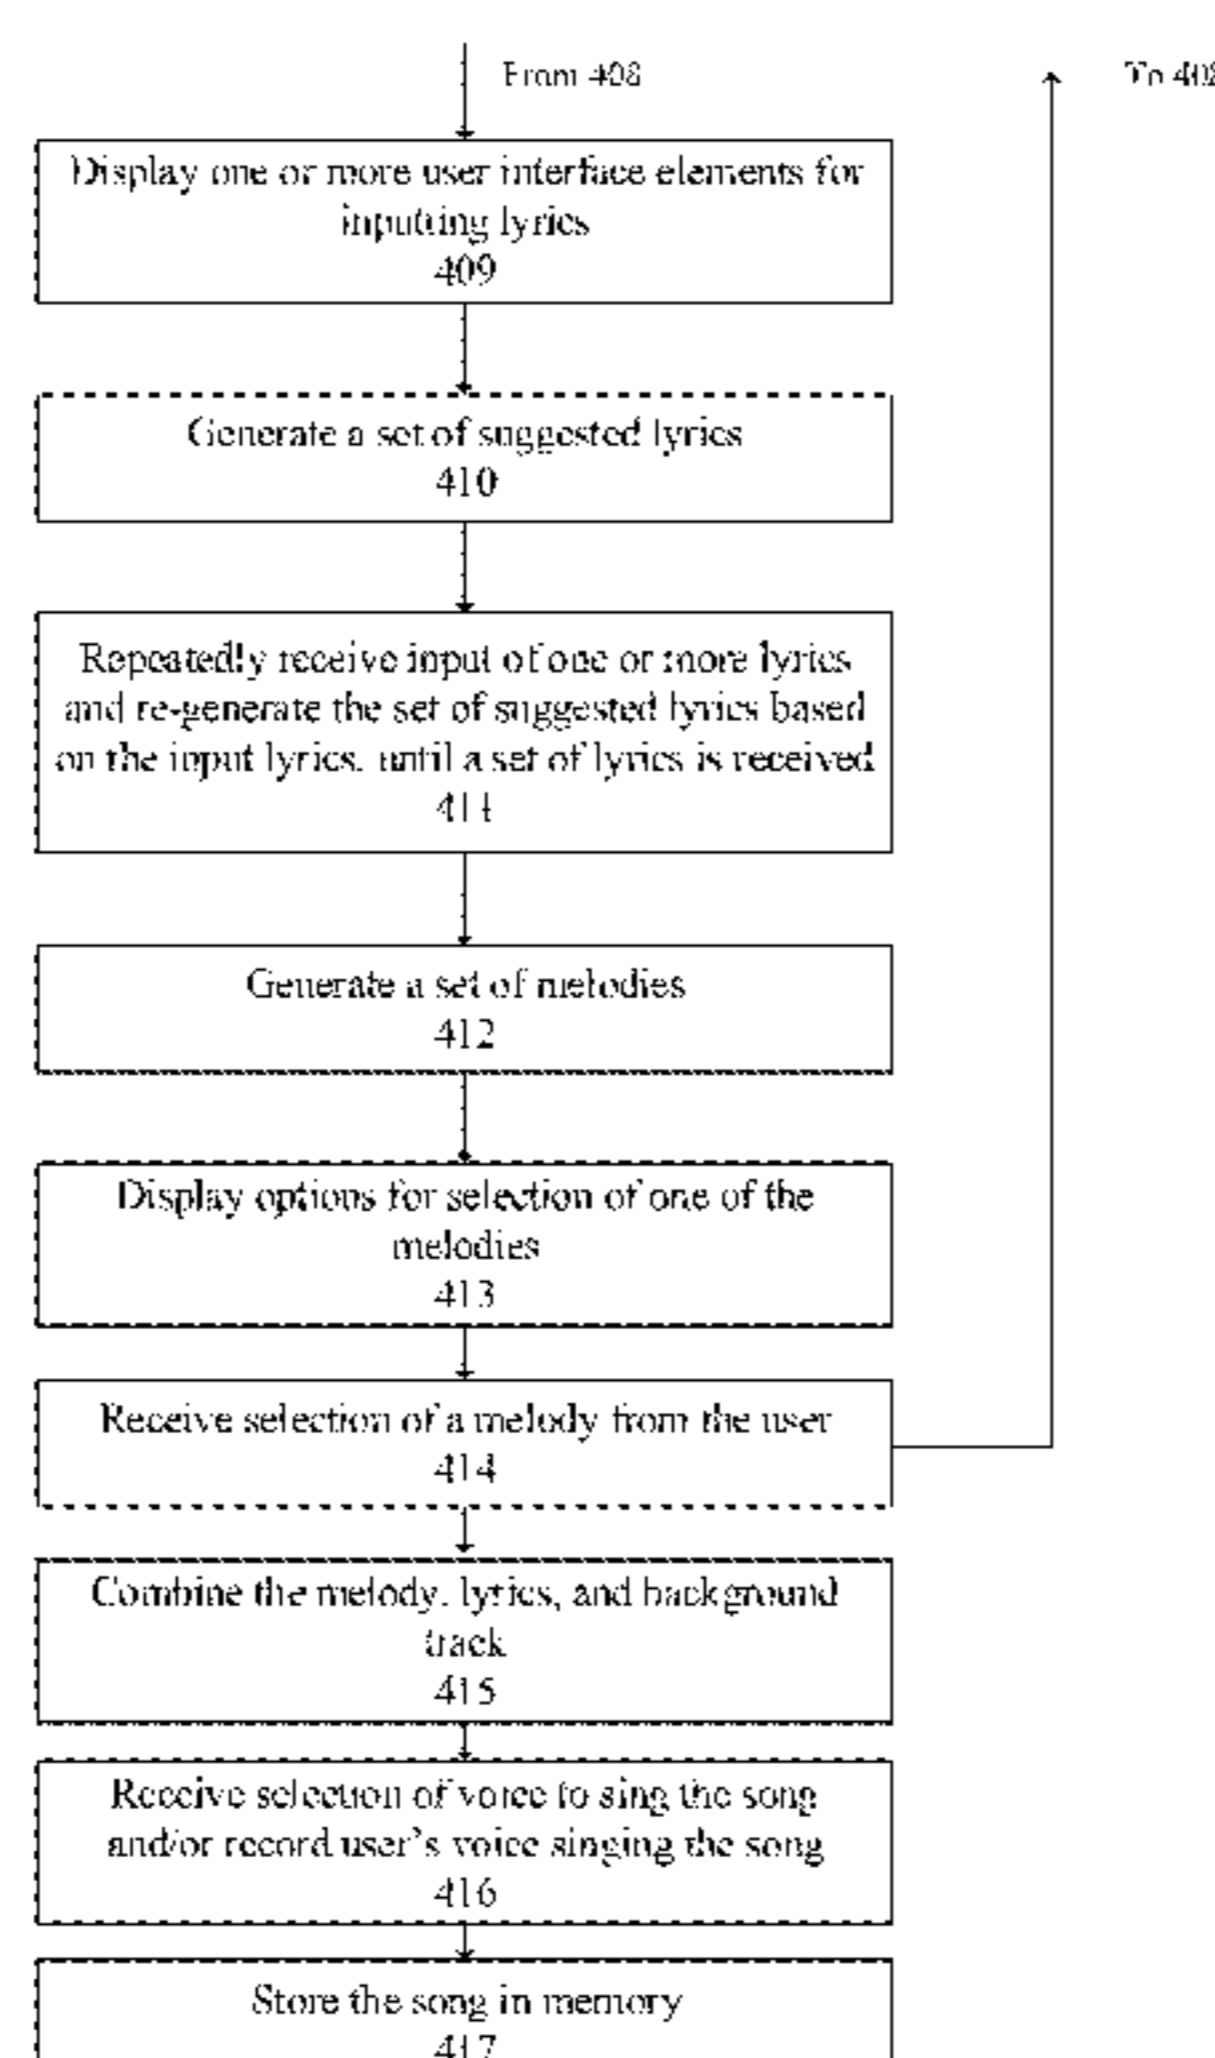 From 408
To 408
Display one or more user interface elements for
inputting lyrics
409
Generate a set of suggested lyrics
410
Repeatedly receive input of one or more lyrics
and re-generate the set of suggested lyrics based
on the input lyrics, until a set of lyrics is received
411
Generate a set of melodies
412
Display options for selection of one of the
melodies
413
Receive selection of a melody from the user
414
Combine the melody, lyrics, and background
track
415
Receive selection of voice to sing the song
and/or record user's voice singing the song
416
Store the song in memory
417